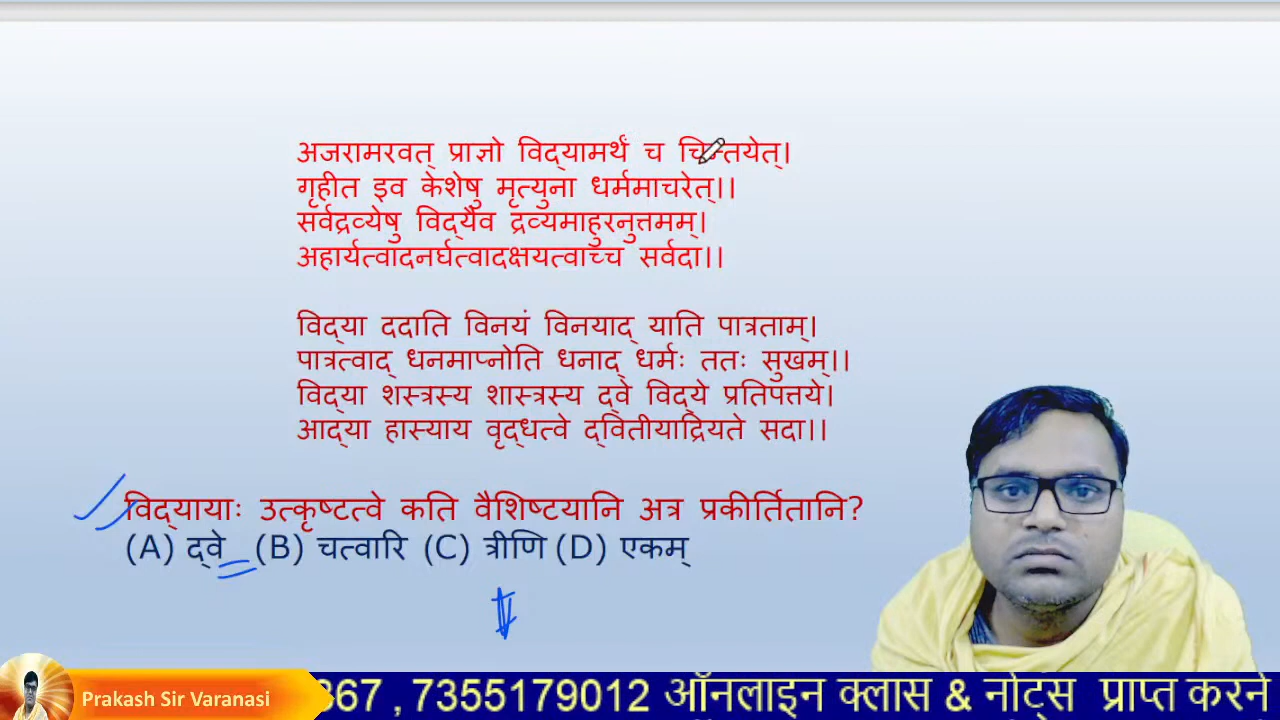 अजरामरवत् प्राज्ञो विद्यामर्थं च चिन्तयेत्।
गृहीत इव केशेषु मृत्युना धर्ममाचरेत्।।
सर्वद्रव्येषु विद्यैव द्रव्यमाहुरनुत्तमम्।
अहार्यत्वादनर्घत्वादक्षयत्वाच्च सर्वदा।।
विद्या ददाति विनयं विनयाद् याति पात्रताम्।
पात्रत्वाद् धनमाप्नोति धनाद् धर्मः ततः सुखम्।।
विद्या शस्त्रस्य शास्त्रस्य द्वे विद्ये प्रतिपत्तये।
आद्या हास्याय वृद्धत्वे द्वितीयाद्रियते सदा।।
विद्यायाः उत्कृष्टत्वे कति वैशिष्टयानि अत्र प्रकीर्तितानि?
(A) द्वे (B) चत्वारि (C) त्रीणि (D) एकम्
Prakash Sir Varanasi
367 , 7355179012 ऑनलाइन क्लास & नोट्स प्राप्त करने